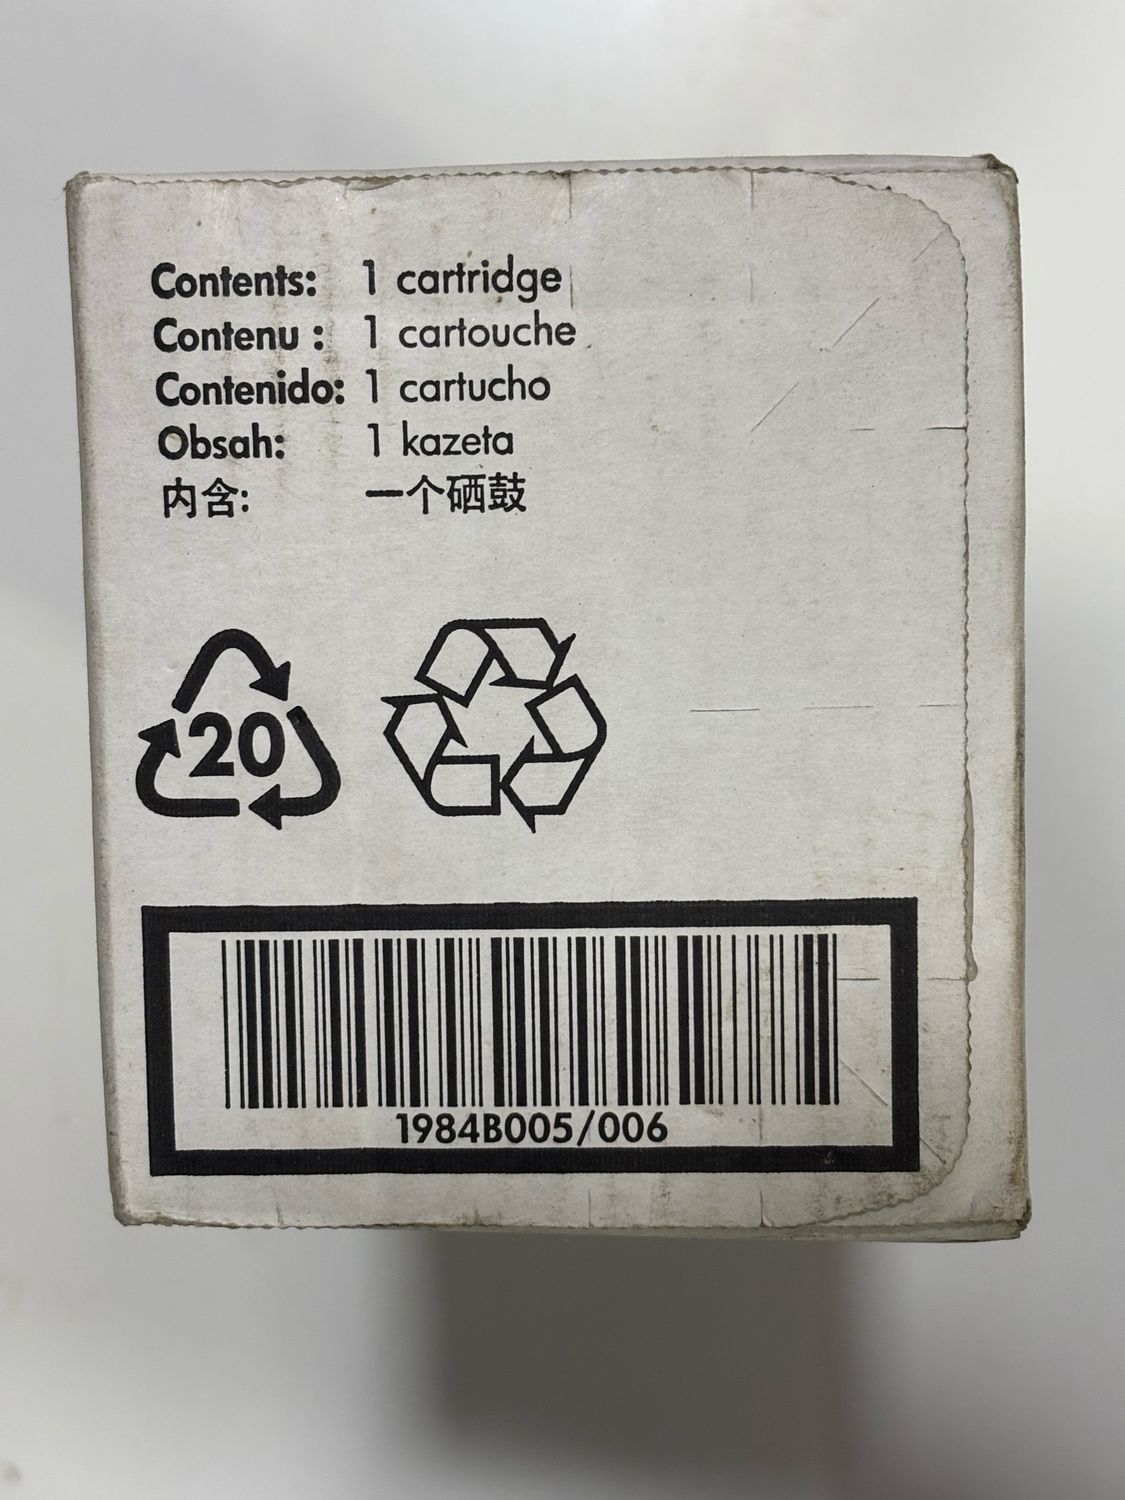 Contents: 1 cartridge
Contenu : 1 cartouche
Contenido: 1 cartucho
Obsah: 1 kazeta
内含: 一个硒鼓
20
1984B005/006